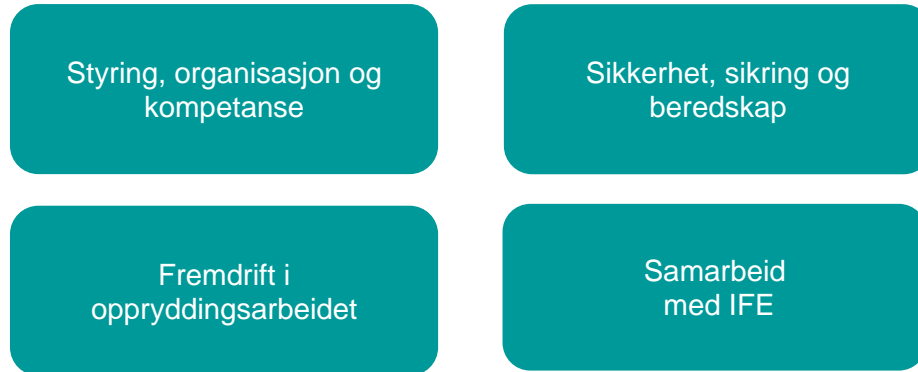 Styring, organisasjon og
kompetanse
Sikkerhet, sikring og
beredskap
Fremdrift i
oppryddingsarbeidet
Samarbeid
med IFE